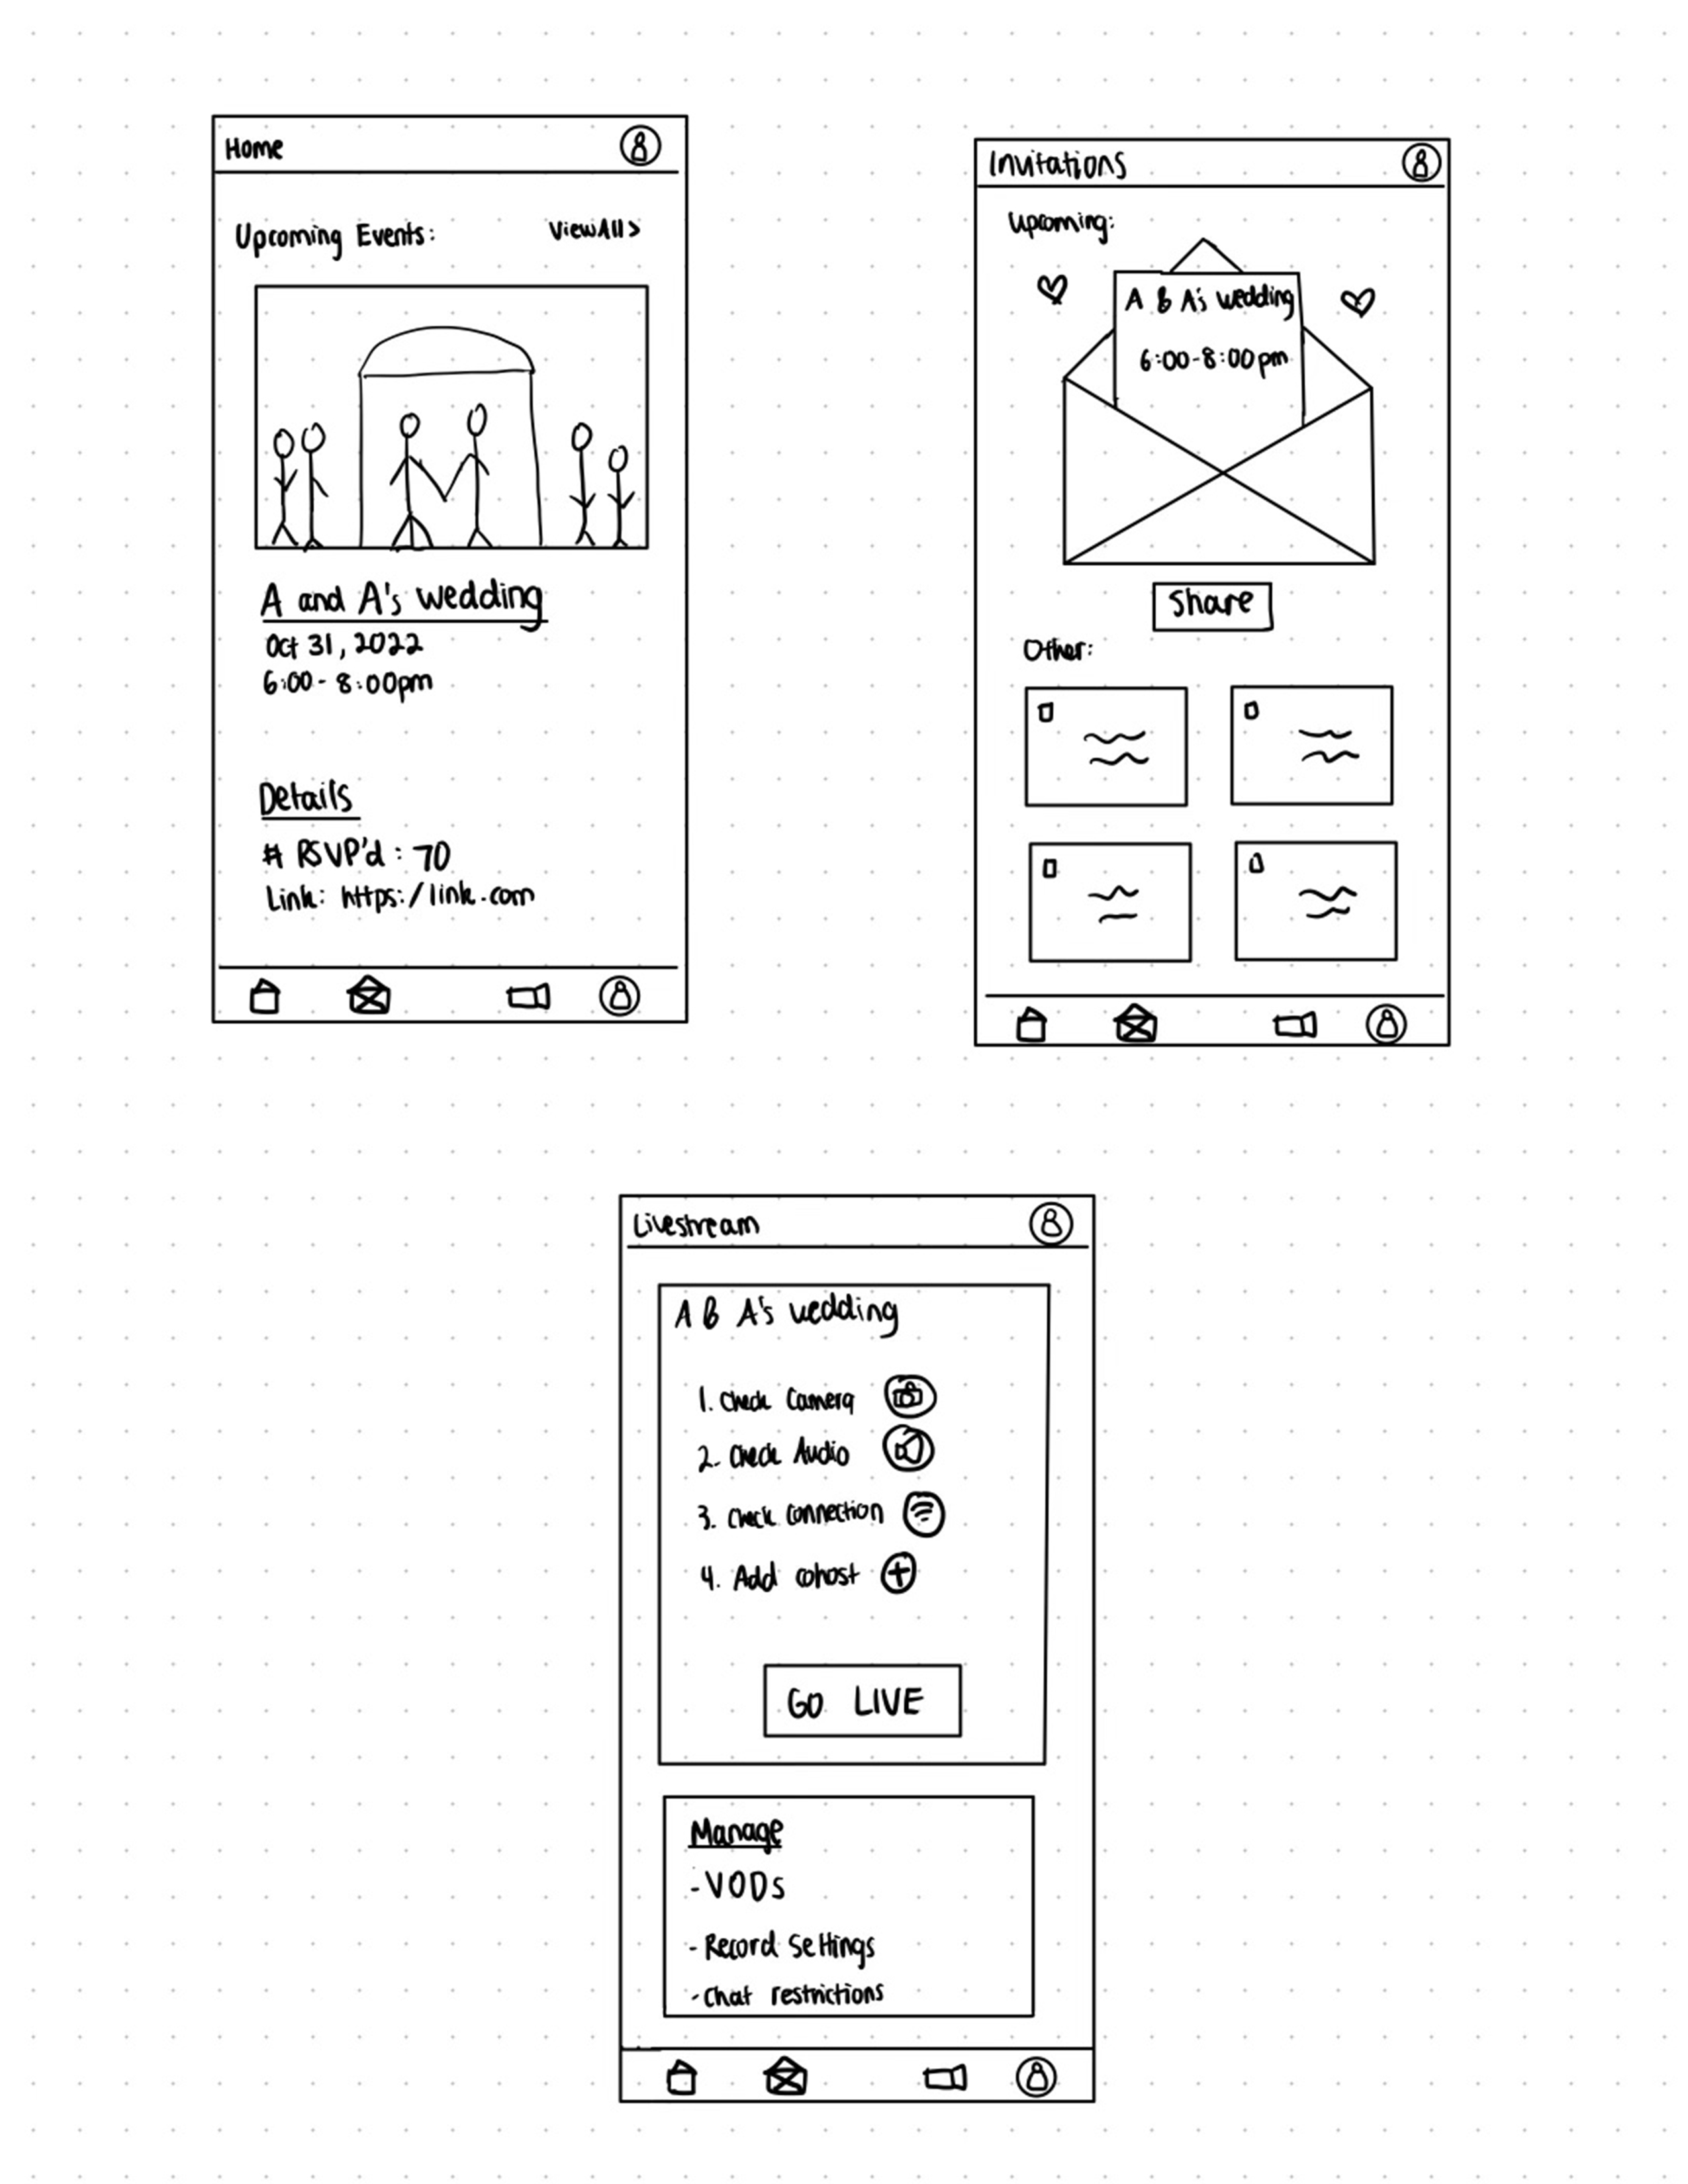 Home
Upcoming Events:
View All >
A and A's wedding
Oct 31, 2022
6:00 - 8:00pm
Details
# RSVP'd : 70
Link: https:/link.com
Invitations
Upcoming:
A & A's wedding
6:00-8:00pm
Share
Other:
Livestream
A & A's wedding
1. Check Camera
2. Check Audio
3. Check connection
4. Add cohost +
GO LIVE
Manage
- VODs
- Record Settings
- Chat restrictions